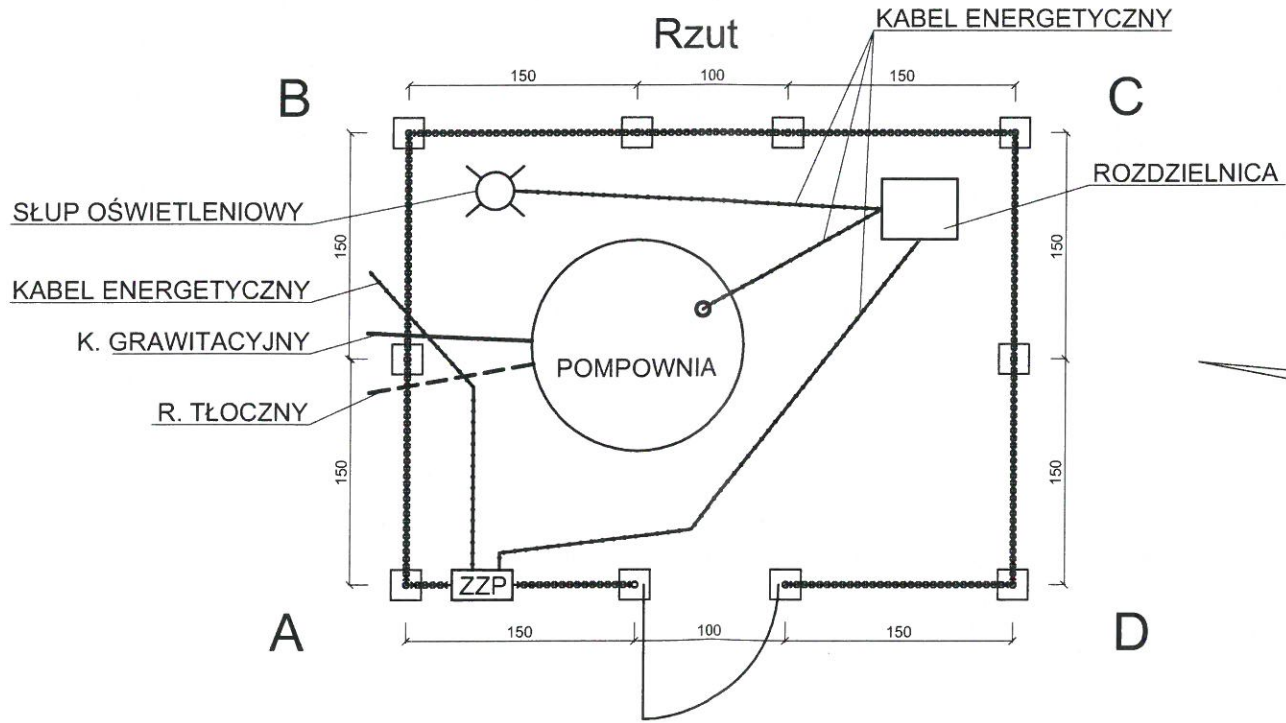 Rzut
KABEL ENERGETYCZNY
150
100
150
B
C
SŁUP OŚWIETLENIOWY
ROZDZIELNICA
150
150
KABEL ENERGETYCZNY
K. GRAWITACYJNY
POMPOWNIA
R. TŁOCZNY
150
150
ZZP
A
D
150
100
150